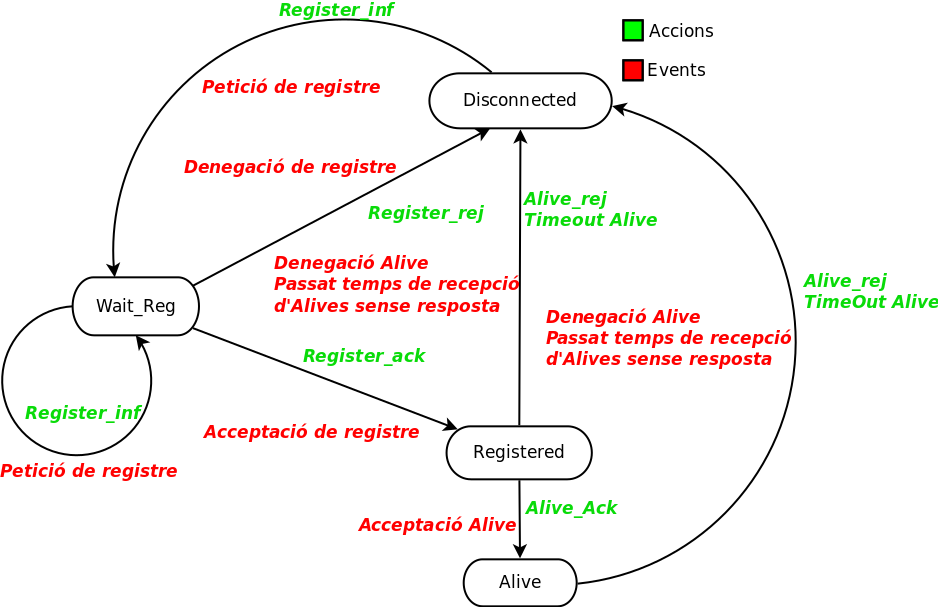 Register_inf
Accions
Events
Petició de registre
Disconnected
Denegació de registre
Register_rej
Alive_rej
Timeout Alive
Denegació Alive
Passat temps de recepció
d'Alives sense resposta
Alive_rej
TimeOut Alive
Wait_Reg
Denegació Alive
Passat temps de recepció
d'Alives sense resposta
Register_ack
Register_inf
Acceptació de registre
Petició de registre
Registered
Alive_Ack
Acceptació Alive
Alive